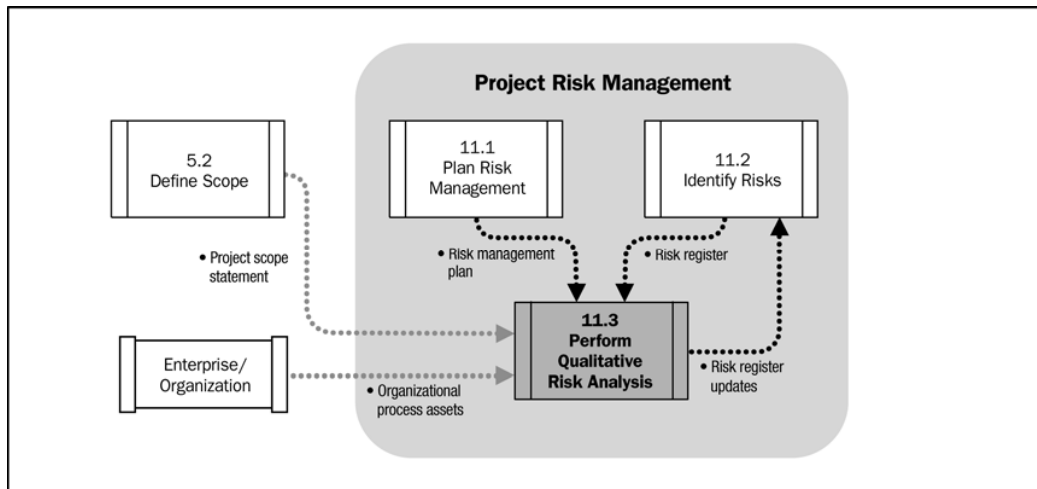 Project Risk Management
5.2
Define Scope
11.1
Plan Risk
Management
11.2
Identify Risks
• Project scope
statement
• Risk management
plan
• Risk register
11.3
Perform
Qualitative
Risk Analysis
Enterprise/
Organization
• Organizational
process assets
• Risk register
updates